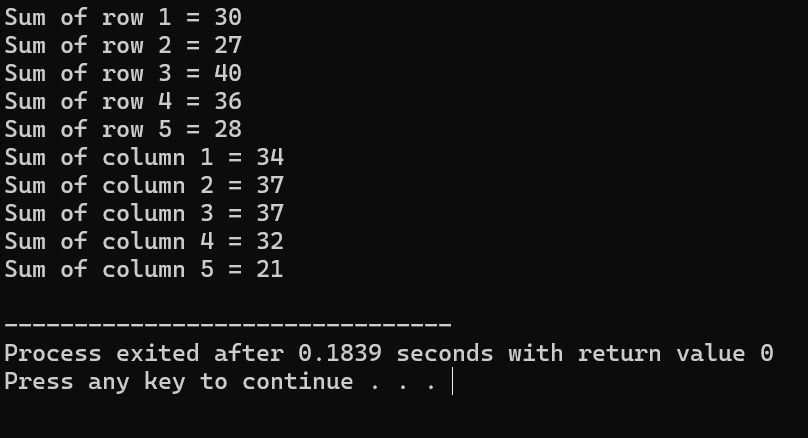 Sum of row 1 = 30
Sum of row 2 = 27
Sum of row 3 = 40
Sum of row 4 = 36
Sum of row 5 = 28
Sum of column 1 = 34
Sum of column 2 = 37
Sum of column 3 = 37
Sum of column 4 = 32
Sum of column 5 = 21
--------------------------------
Process exited after 0.1839 seconds with return value 0
Press any key to continue . . .